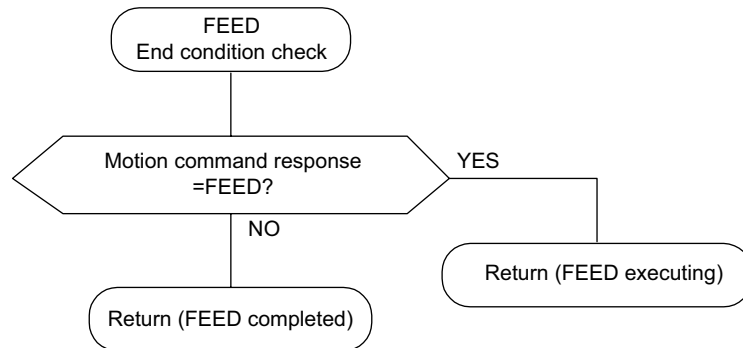 FEED
End condition check
Motion command response
=FEED?
YES
NO
Return (FEED executing)
Return (FEED completed)